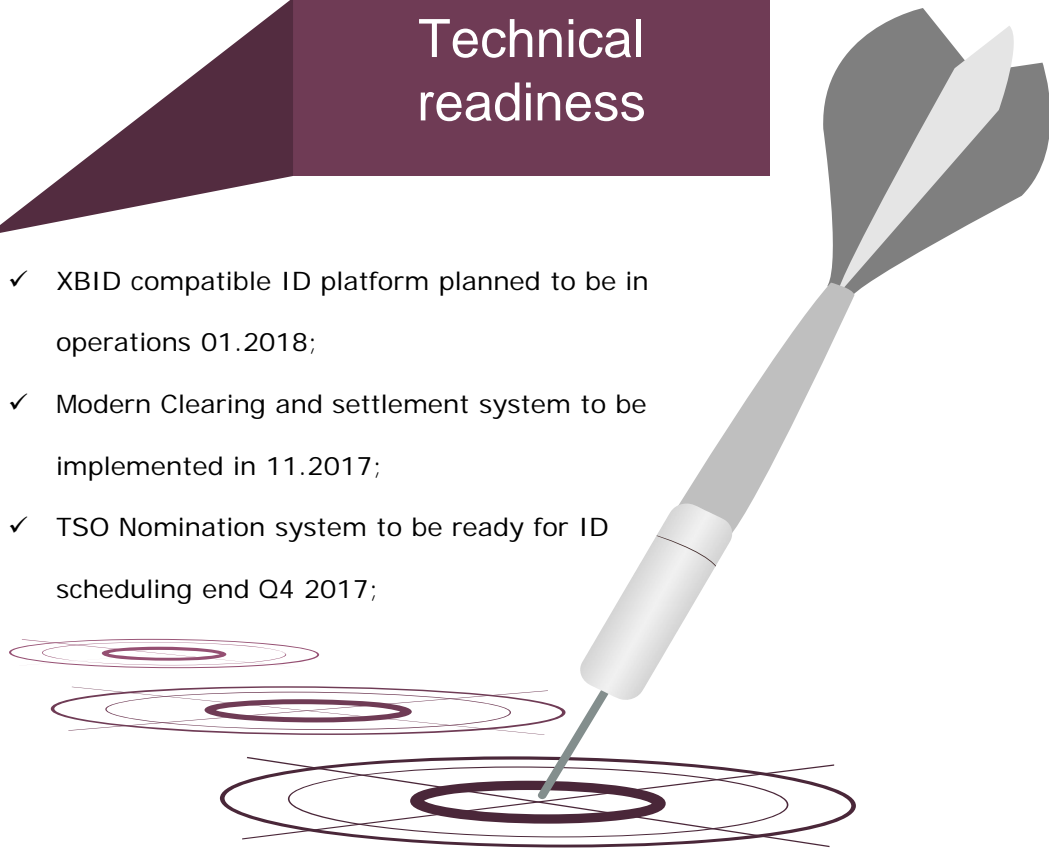 Technical
readiness
✓ XBID compatible ID platform planned to be in
operations 01.2018;
✓ Modern Clearing and settlement system to be
implemented in 11.2017;
✓ TSO Nomination system to be ready for ID
scheduling end Q4 2017;